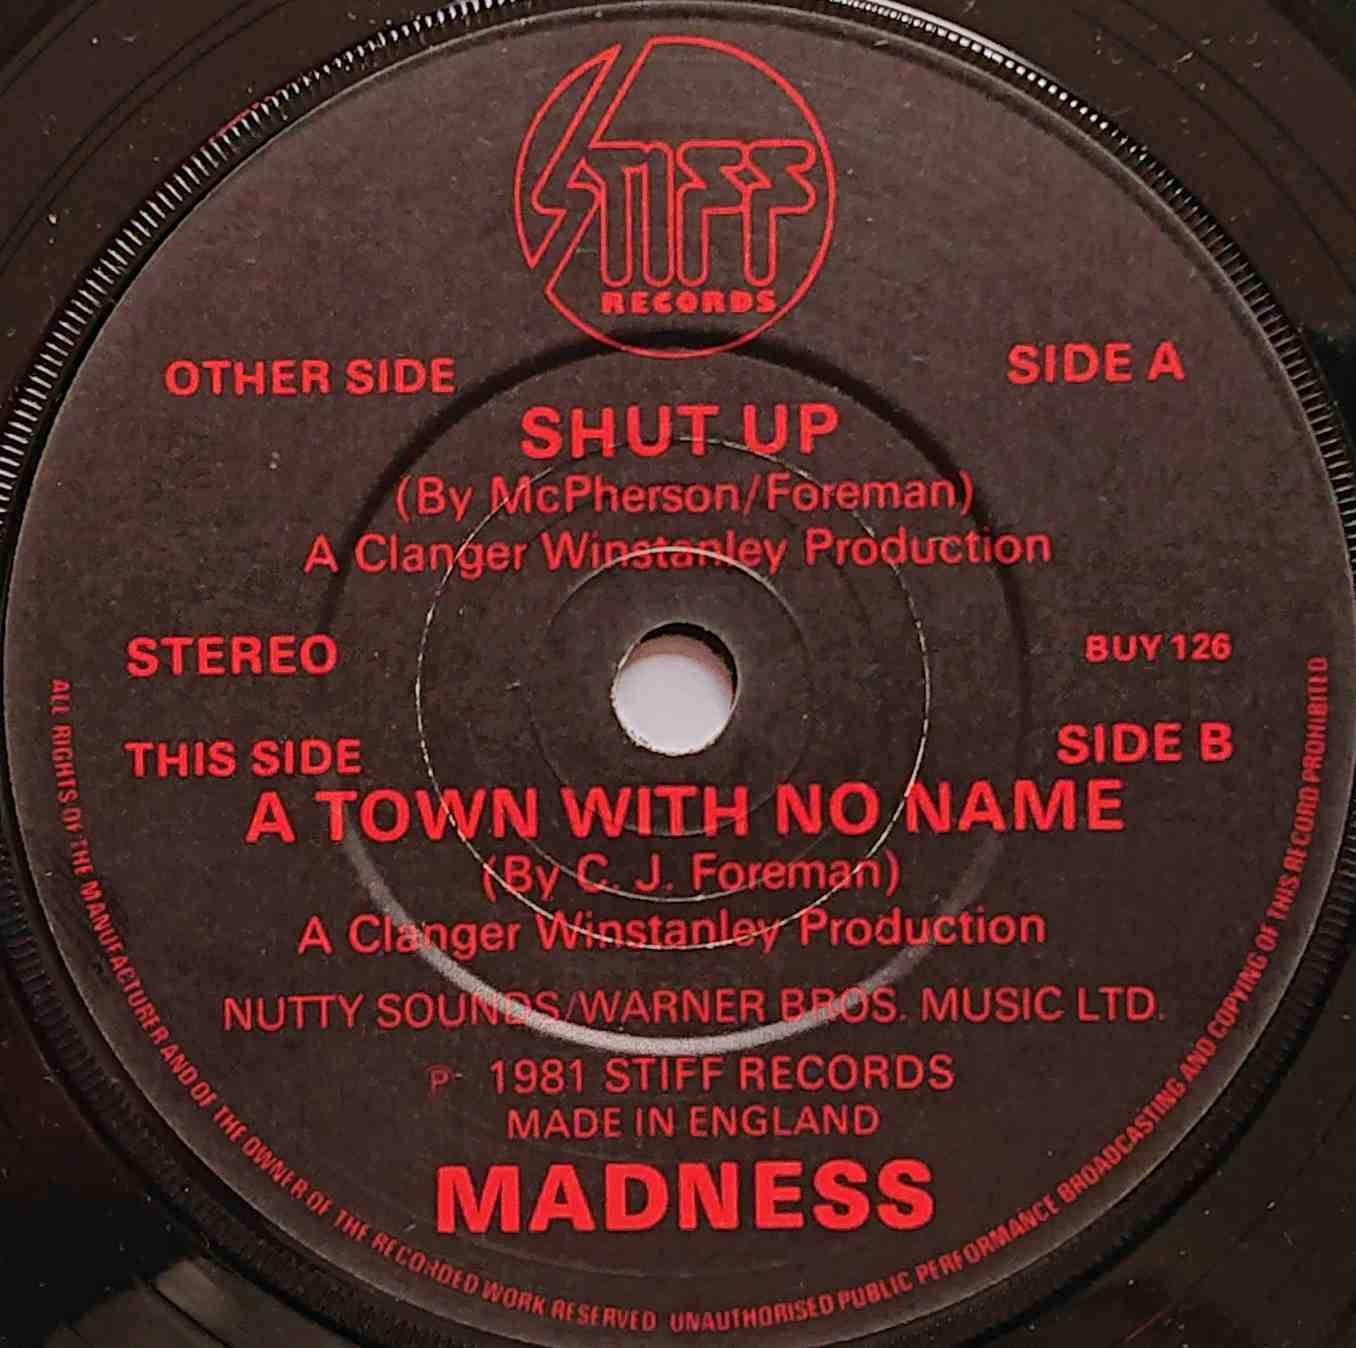 STIFF
RECORDS
OTHER SIDE
SIDE A
SHUT UP
(By McPherson/Foreman)
A Clanger Winstanley Production
STEREO
BUY 126
THIS SIDE
SIDE B
A TOWN WITH NO NAME
(By C. J. Foreman)
A Clanger Winstanley Production
NUTTY SOUNDS/WARNER BROS. MUSIC LTD.
P 1981 STIFF RECORDS
MADE IN ENGLAND
MADNESS
ALL RIGHTS OF THE MANUFACTURER AND OF THE OWNER OF THE RECORDED WORK RESERVED UNAUTHORISED PUBLIC PERFORMANCE BROADCASTING AND COPYING OF THIS RECORD PROHIBITED